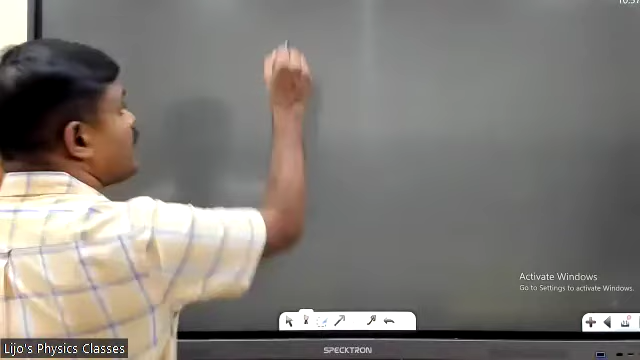 Activate Windows
Go to Settings to activate Windows.
Lijo's Physics Classes
SPECKTRON